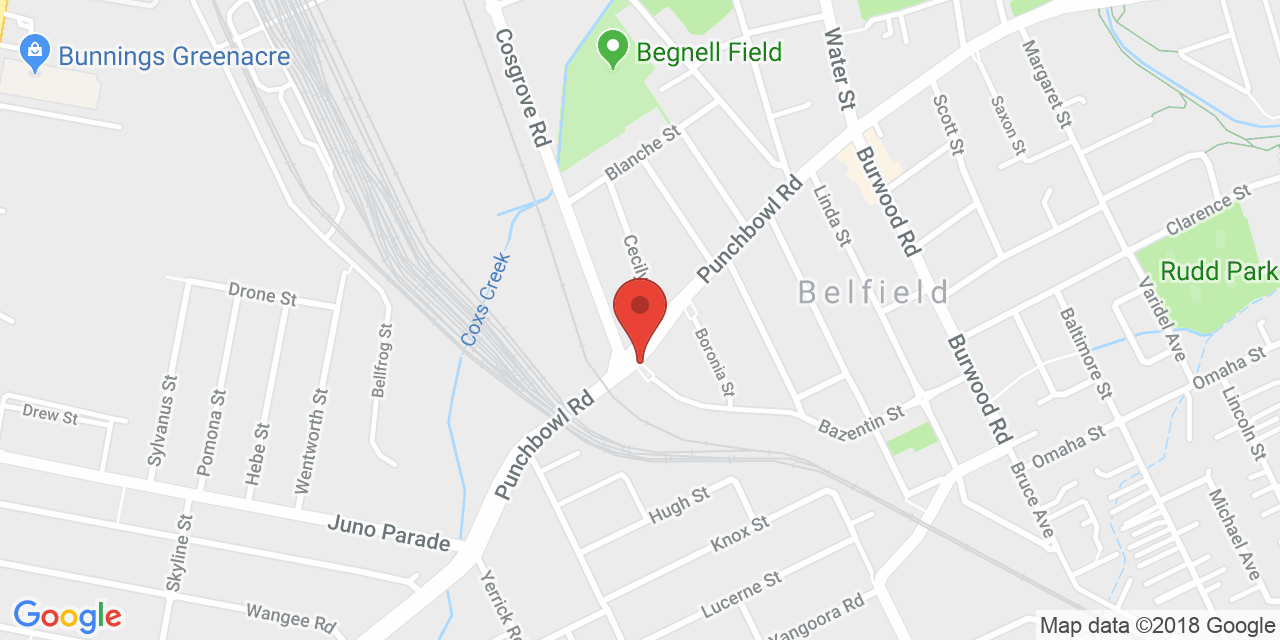 Bunnings Greenacre
Cosgrove Rd
Begnell Field
Water St
Margaret St
Scott St
Saxon St
Blanche St
Burwood Rd
Punchbowl Rd
Linda St
Clarence St
Cecily
Rudd Park
Coxs Creek
Belfield
Drone St
Varidel Ave
Baltimore St
Boronia St
Bellfrog St
Burwood Rd
Omaha St
Sylvanus St
Pomona St
Hebe St
Wentworth St
Drew St
Punchbowl Rd
Bazentin St
Lincoln St
Omaha St
Bruce Ave
Michael Ave
Hugh St
Knox St
Juno Parade
Skyline St
Yerrick Ro
Lucerne St
Yangoora Rd
Wangee Rd
Google
Map data ©2018 Google